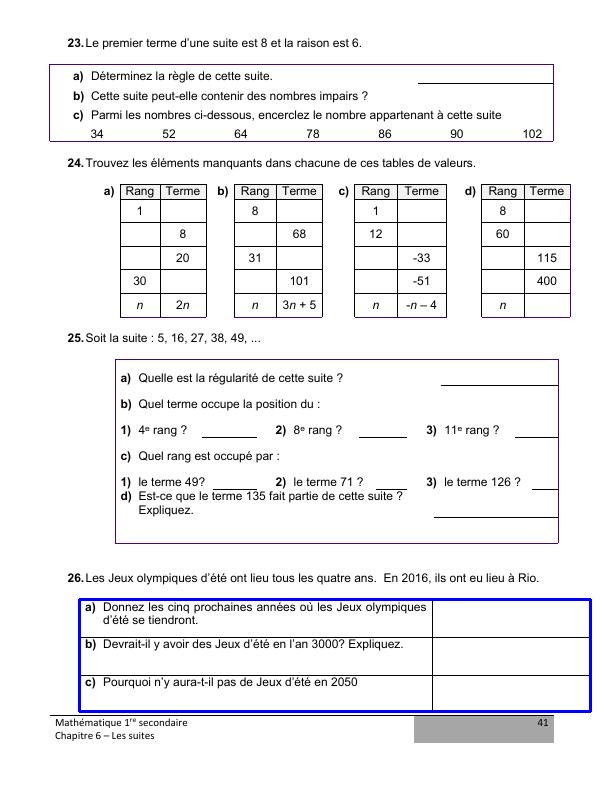 23. Le premier terme d'une suite est 8 et la raison est 6.
a) Déterminez la règle de cette suite.
b) Cette suite peut-elle contenir des nombres impairs ?
c) Parmi les nombres ci-dessous, encerclez le nombre appartenant à cette suite
34 52 64 78 86 90 102
24. Trouvez les éléments manquants dans chacune de ces tables de valeurs.
a) Rang Terme b) Rang Terme c) Rang Terme d) Rang Terme
1 8 1 8
8 68 12 60
20 31 -33 115
30 101 -51 400
n 2n n 3n + 5 n -n – 4 n
25. Soit la suite : 5, 16, 27, 38, 49, ...
a) Quelle est la régularité de cette suite ?
b) Quel terme occupe la position du :
1) 4e rang ? 2) 8e rang ? 3) 11e rang ?
c) Quel rang est occupé par :
1) le terme 49? 2) le terme 71 ? 3) le terme 126 ?
d) Est-ce que le terme 135 fait partie de cette suite ?
Expliquez.
26. Les Jeux olympiques d'été ont lieu tous les quatre ans. En 2016, ils ont eu lieu à Rio.
a) Donnez les cinq prochaines années où les Jeux olympiques
d'été se tiendront.
b) Devrait-il y avoir des Jeux d'été en l'an 3000? Expliquez.
c) Pourquoi n'y aura-t-il pas de Jeux d'été en 2050
Mathématique 1re secondaire 41
Chapitre 6 – Les suites